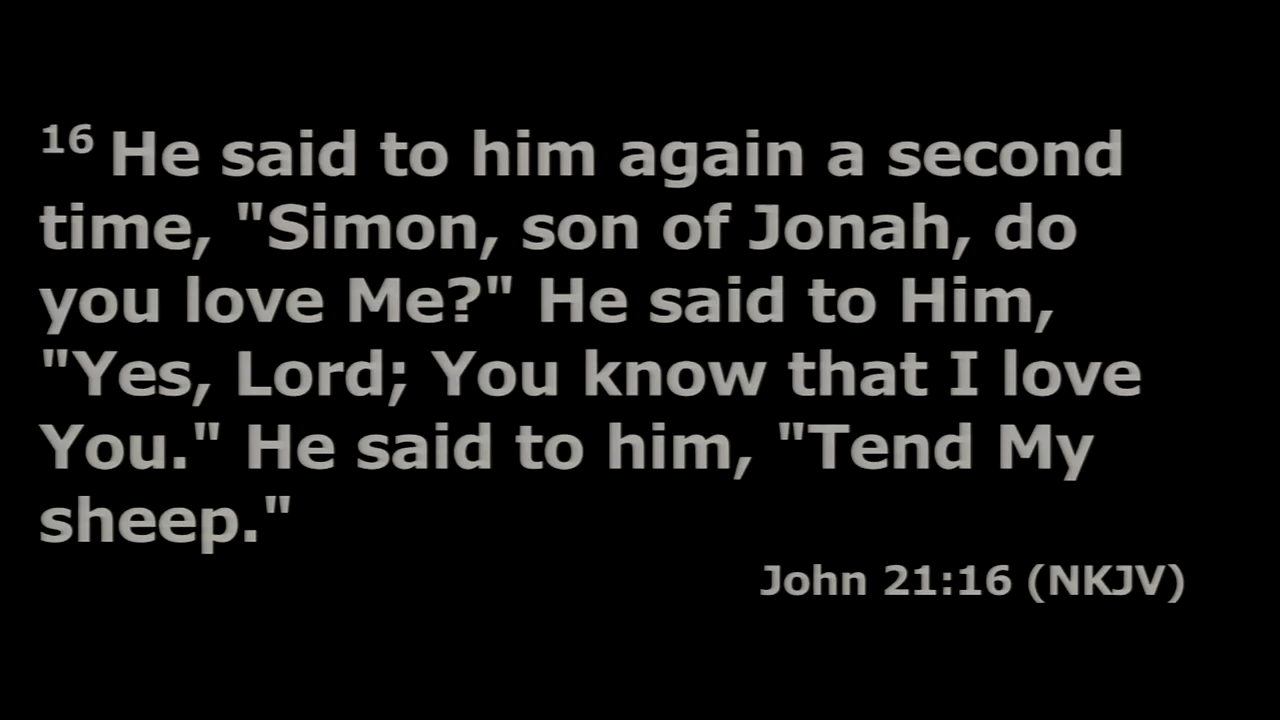 16 He said to him again a second
time, "Simon, son of Jonah, do
you love Me?" He said to Him,
"Yes, Lord; You know that I love
You." He said to him, "Tend My
sheep."
John 21:16 (NKJV)